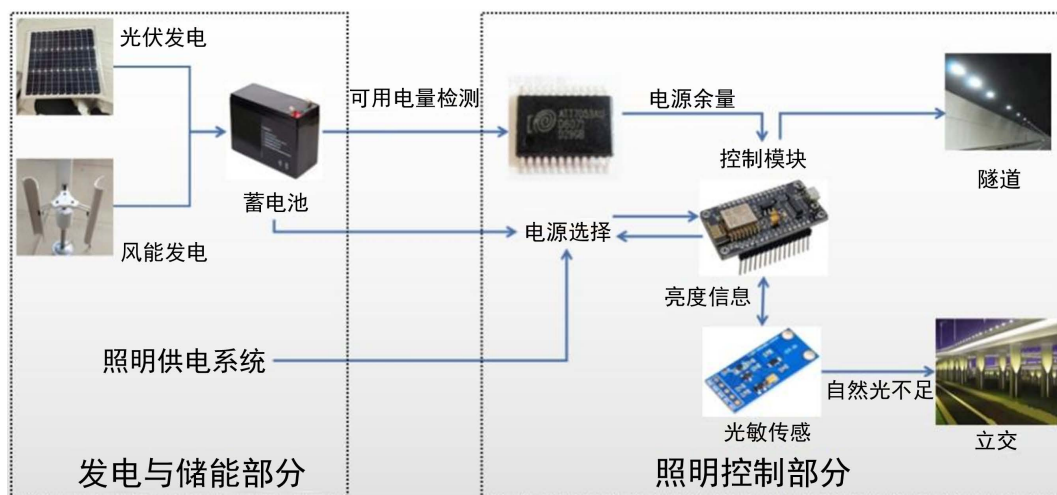 光伏发电
可用电量检测
电源余量
ATT7053AU
控制模块
隧道
蓄电池
电源选择
风能发电
亮度信息
照明供电系统
自然光不足
光敏传感
立交
发电与储能部分
照明控制部分